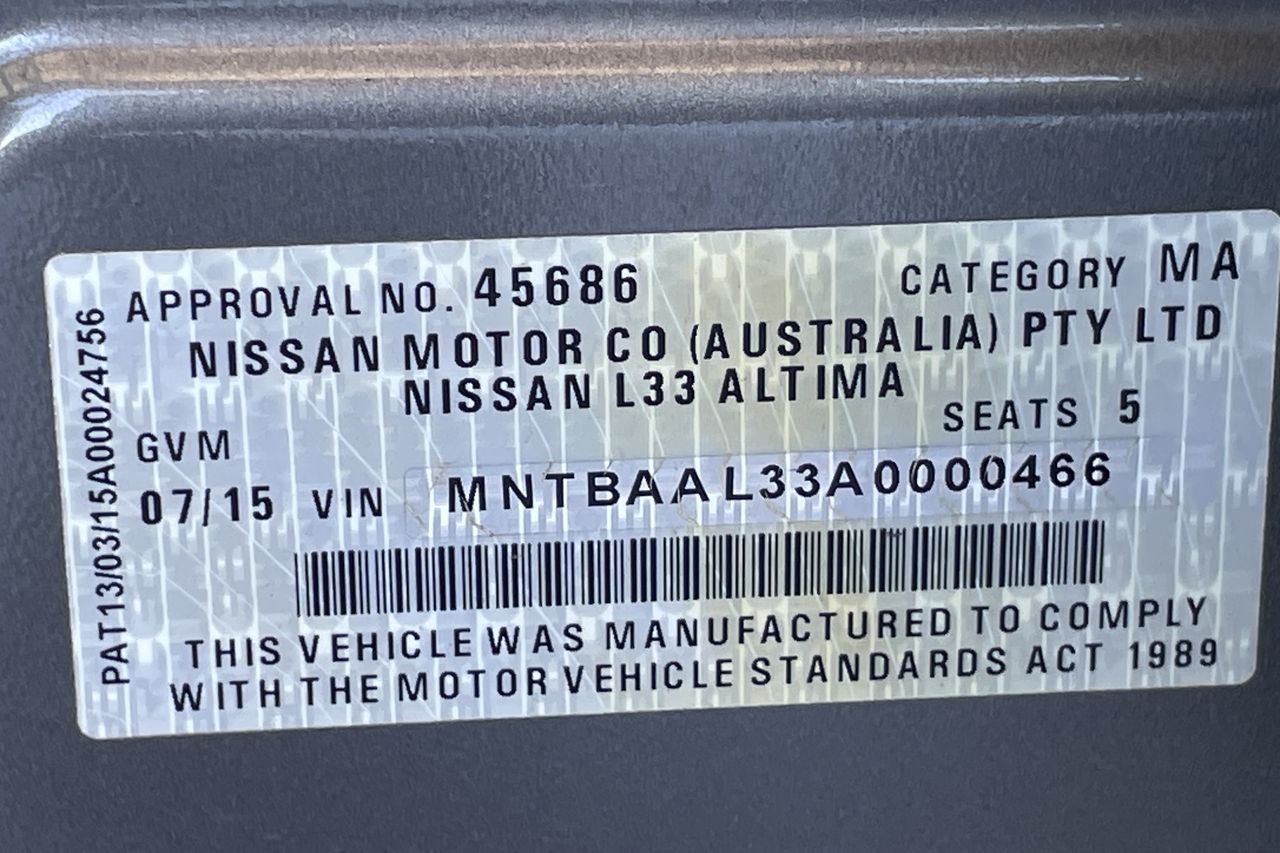 APPROVAL NO. 45686 CATEGORY MA
NISSAN MOTOR CO (AUSTRALIA) PTY LTD
NISSAN L33 ALTIMA
SEATS 5
GVM
07/15 VIN MNTBAAL33A0000466
THIS VEHICLE WAS MANUFACTURED TO COMPLY
WITH THE MOTOR VEHICLE STANDARDS ACT 1989
PAT13/03/15A00024756